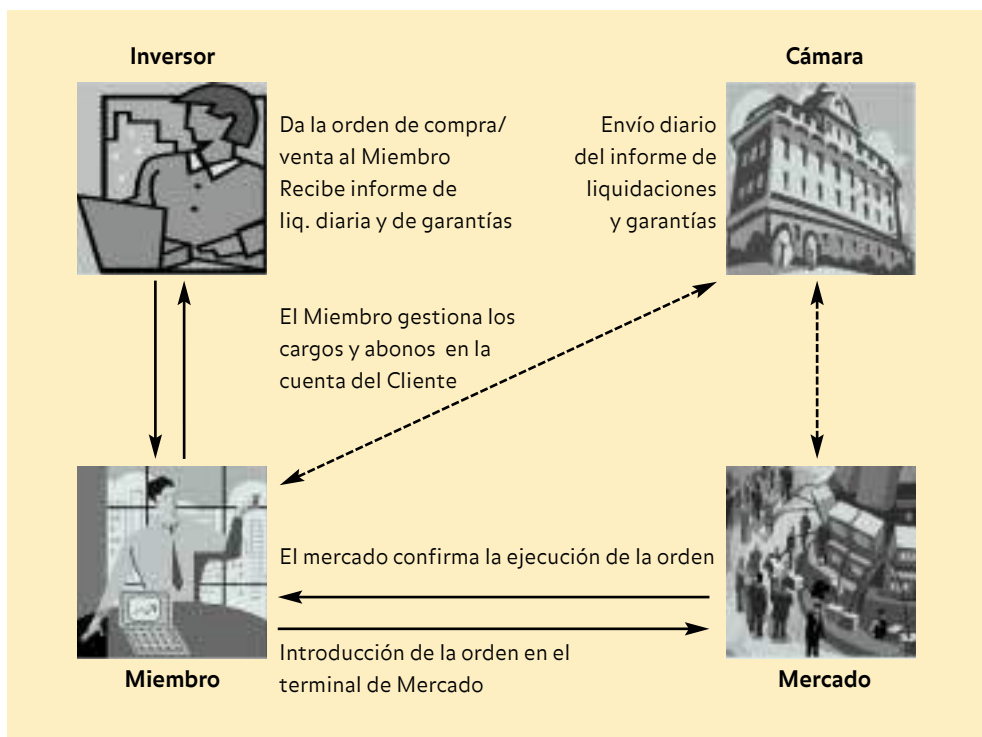 Inversor
Cámara
Da la orden de compra/
venta al Miembro
Recibe informe de
liq. diaria y de garantías
Envío diario
del informe de
liquidaciones
y garantías
El Miembro gestiona los
cargos y abonos en la
cuenta del Cliente
El mercado confirma la ejecución de la orden
Introducción de la orden en el
terminal de Mercado
Miembro
Mercado